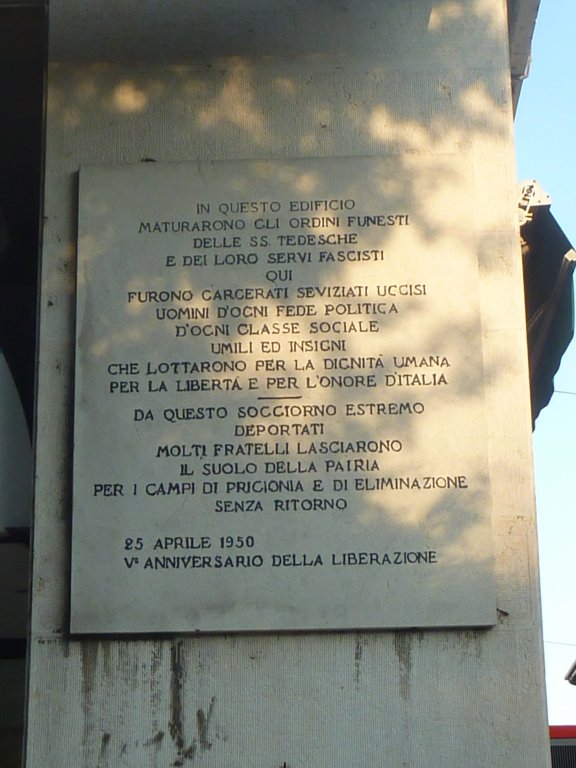 IN QUESTO EDIFICIO
MATURARONO GLI ORDINI FUNESTI
DELLE SS. TEDESCHE
E DEI LORO SERVI FASCISTI
QUI
FURONO CARCERATI SEVIZIATI UCCISI
UOMINI D'OGNI FEDE POLITICA
D'OGNI CLASSE SOCIALE
UMILI ED INSIGNI
CHE LOTTARONO PER LA DIGNITÀ UMANA
PER LA LIBERTÁ E PER L'ONORE D'ITALIA
DA QUESTO SOGGIORNO ESTREMO
DEPORTATI
MOLTI FRATELLI LASCIARONO
IL SUOLO DELLA PATRIA
PER I CAMPI DI PRIGIONIA E DI ELIMINAZIONE
SENZA RITORNO
25 APRILE 1950
V° ANNIVERSARIO DELLA LIBERAZIONE